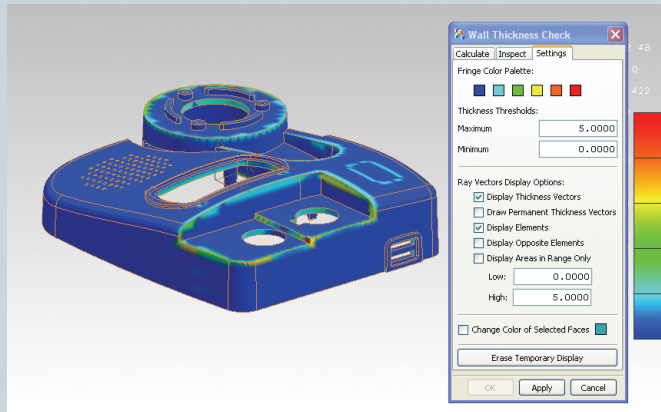 Wall Thickness Check
Calculate Inspect Settings
Fringe Color Palette:
Thickness Thresholds:
Maximum 5.0000
Minimum 0.0000
Ray Vectors Display Options:
Display Thickness Vectors
Draw Permanent Thickness Vectors
Display Elements
Display Opposite Elements
Display Areas in Range Only
Low: 0.0000
High: 5.0000
Change Color of Selected Faces
Erase Temporary Display
OK Apply Cancel
48
0
422